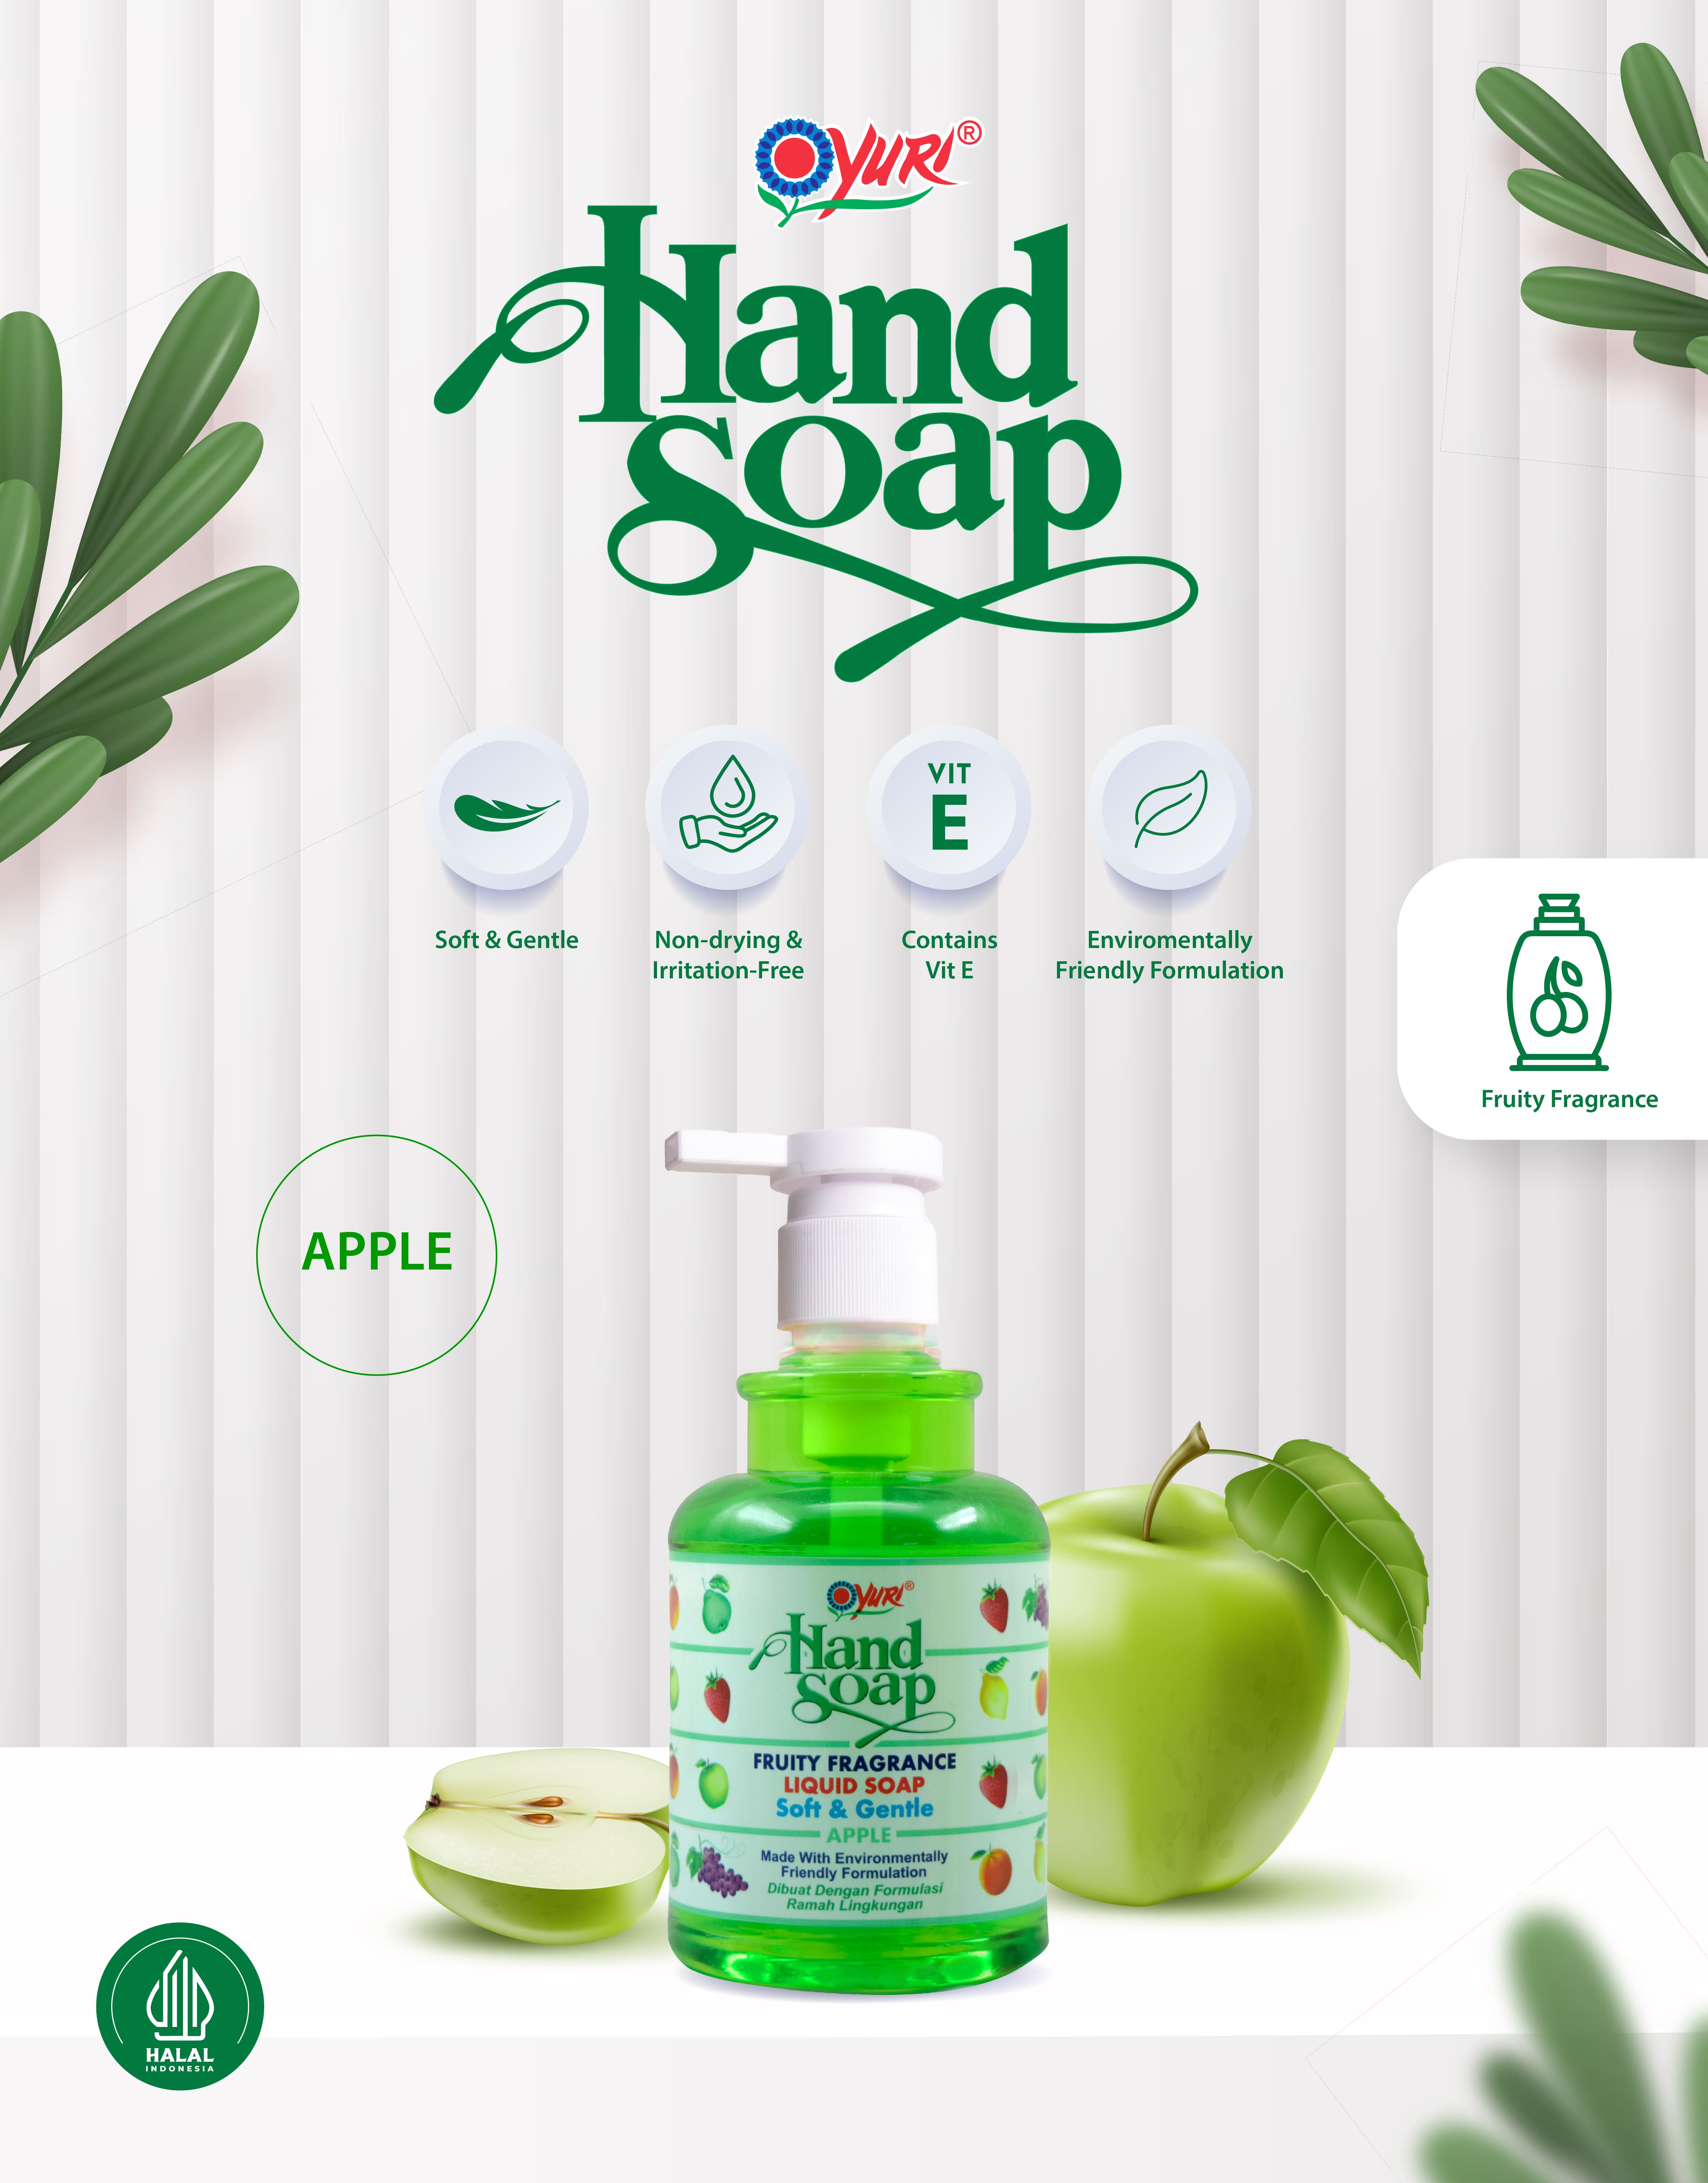 YURI®
Hand
Soap
VIT
E
Soft & Gentle
Non-drying &
Irritation-Free
Contains
Vit E
Enviromentally
Friendly Formulation
Fruity Fragrance
APPLE
YURI®
Hand
Soap
FRUITY FRAGRANCE
LIQUID SOAP
Soft & Gentle
APPLE
Made With Environmentally
Friendly Formulation
Dibuat Dengan Formulasi
Ramah Lingkungan
HALAL
INDONESIA